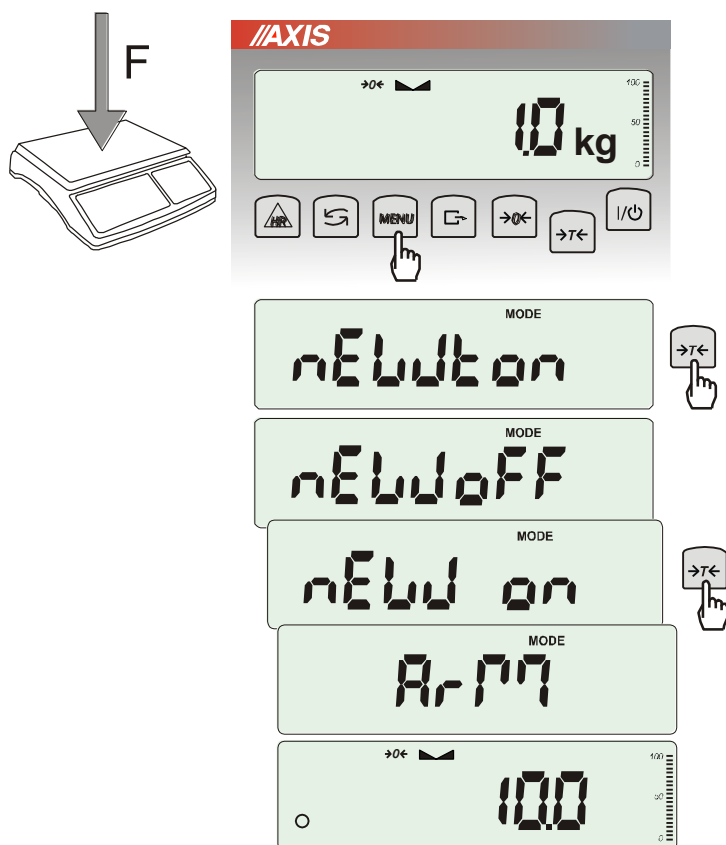 F
//AXIS
→0←
100
50
0
1.0 kg
HR MENU →0← →T← I/⏻
MODE
nEWton
→T←
MODE
nEWoFF
MODE
nEW on
→T←
MODE
ArM
→0←
100
50
0
10.0